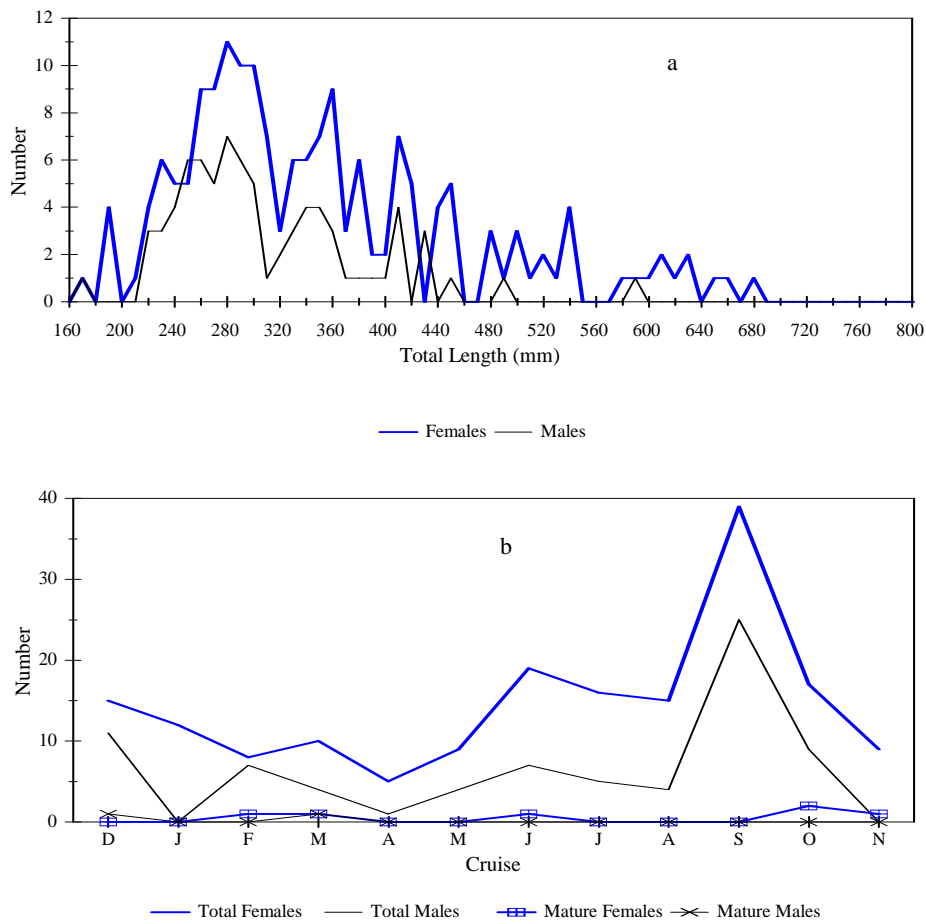 12
10
8
6
4
2
0
Number
a
160 200 240 280 320 360 400 440 480 520 560 600 640 680 720 760 800
Total Length (mm)
Females Males
40
30
20
10
0
Number
b
D J F M A M J J A S O N
Cruise
Total Females Total Males Mature Females Mature Males